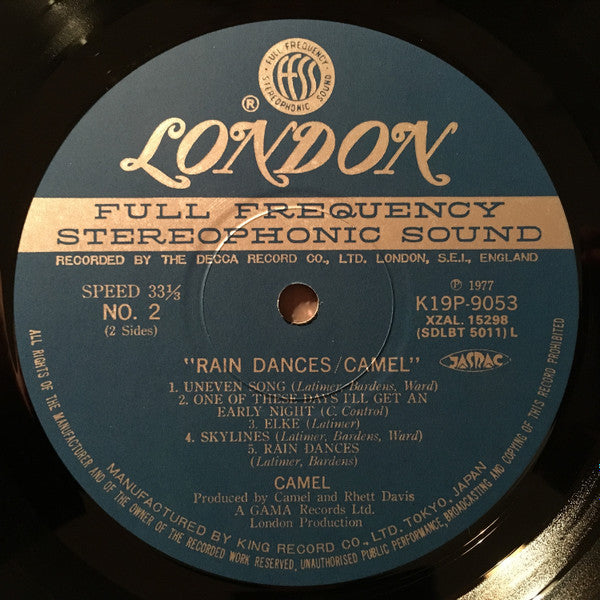 FULL FREQUENCY
ffss
STEREOPHONIC SOUND
®
LONDON
FULL FREQUENCY
STEREOPHONIC SOUND
RECORDED BY THE DECCA RECORD CO., LTD. LONDON, S.E.I., ENGLAND
SPEED 33⅓
NO. 2
(2 Sides)
℗ 1977
K19P-9053
XZAL. 15298
(SDLBT 5011) L
JASRAC
"RAIN DANCES/CAMEL"
1. UNEVEN SONG (Latimer, Bardens, Ward)
2. ONE OF THESE DAYS I'LL GET AN
EARLY NIGHT (C. Control)
3. ELKE (Latimer)
4. SKYLINES (Latimer, Bardens, Ward)
5. RAIN DANCES
(Latimer, Bardens)
CAMEL
Produced by Camel and Rhett Davis
A GAMA Records Ltd.
London Production
MANUFACTURED BY KING RECORD CO., LTD. TOKYO. JAPAN
ALL RIGHTS OF THE MANUFACTURER AND OF THE OWNER OF THE RECORDED WORK RESERVED, UNAUTHORISED PUBLIC PERFORMANCE, BROADCASTING AND COPYING OF THIS RECORD PROHIBITED